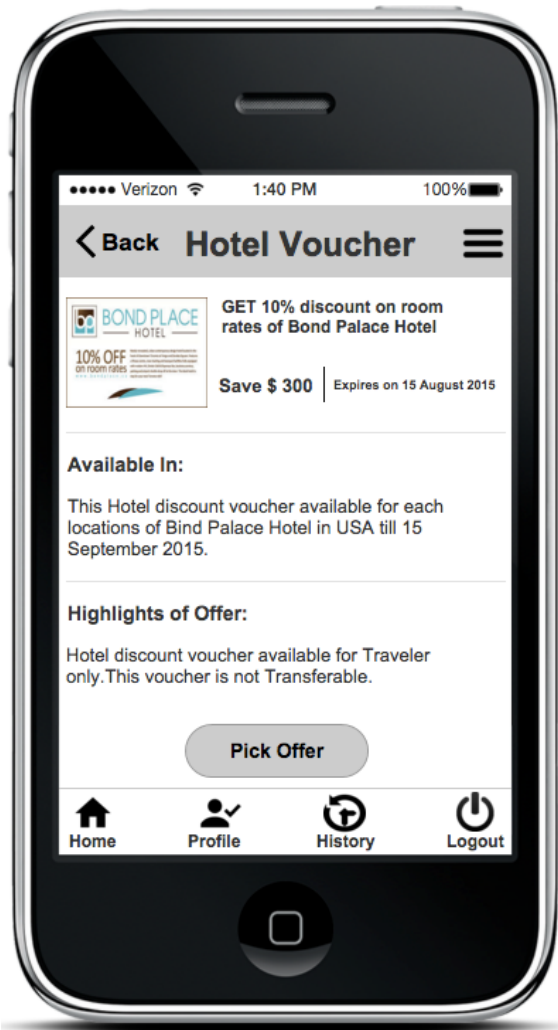 Verizon 1:40 PM 100%
Back Hotel Voucher
BOND PLACE
HOTEL
10% OFF
on room rates
GET 10% discount on room
rates of Bond Palace Hotel
Save $ 300 Expires on 15 August 2015
Available In:
This Hotel discount voucher available for each
locations of Bind Palace Hotel in USA till 15
September 2015.
Highlights of Offer:
Hotel discount voucher available for Traveler
only.This voucher is not Transferable.
Pick Offer
Home Profile History Logout